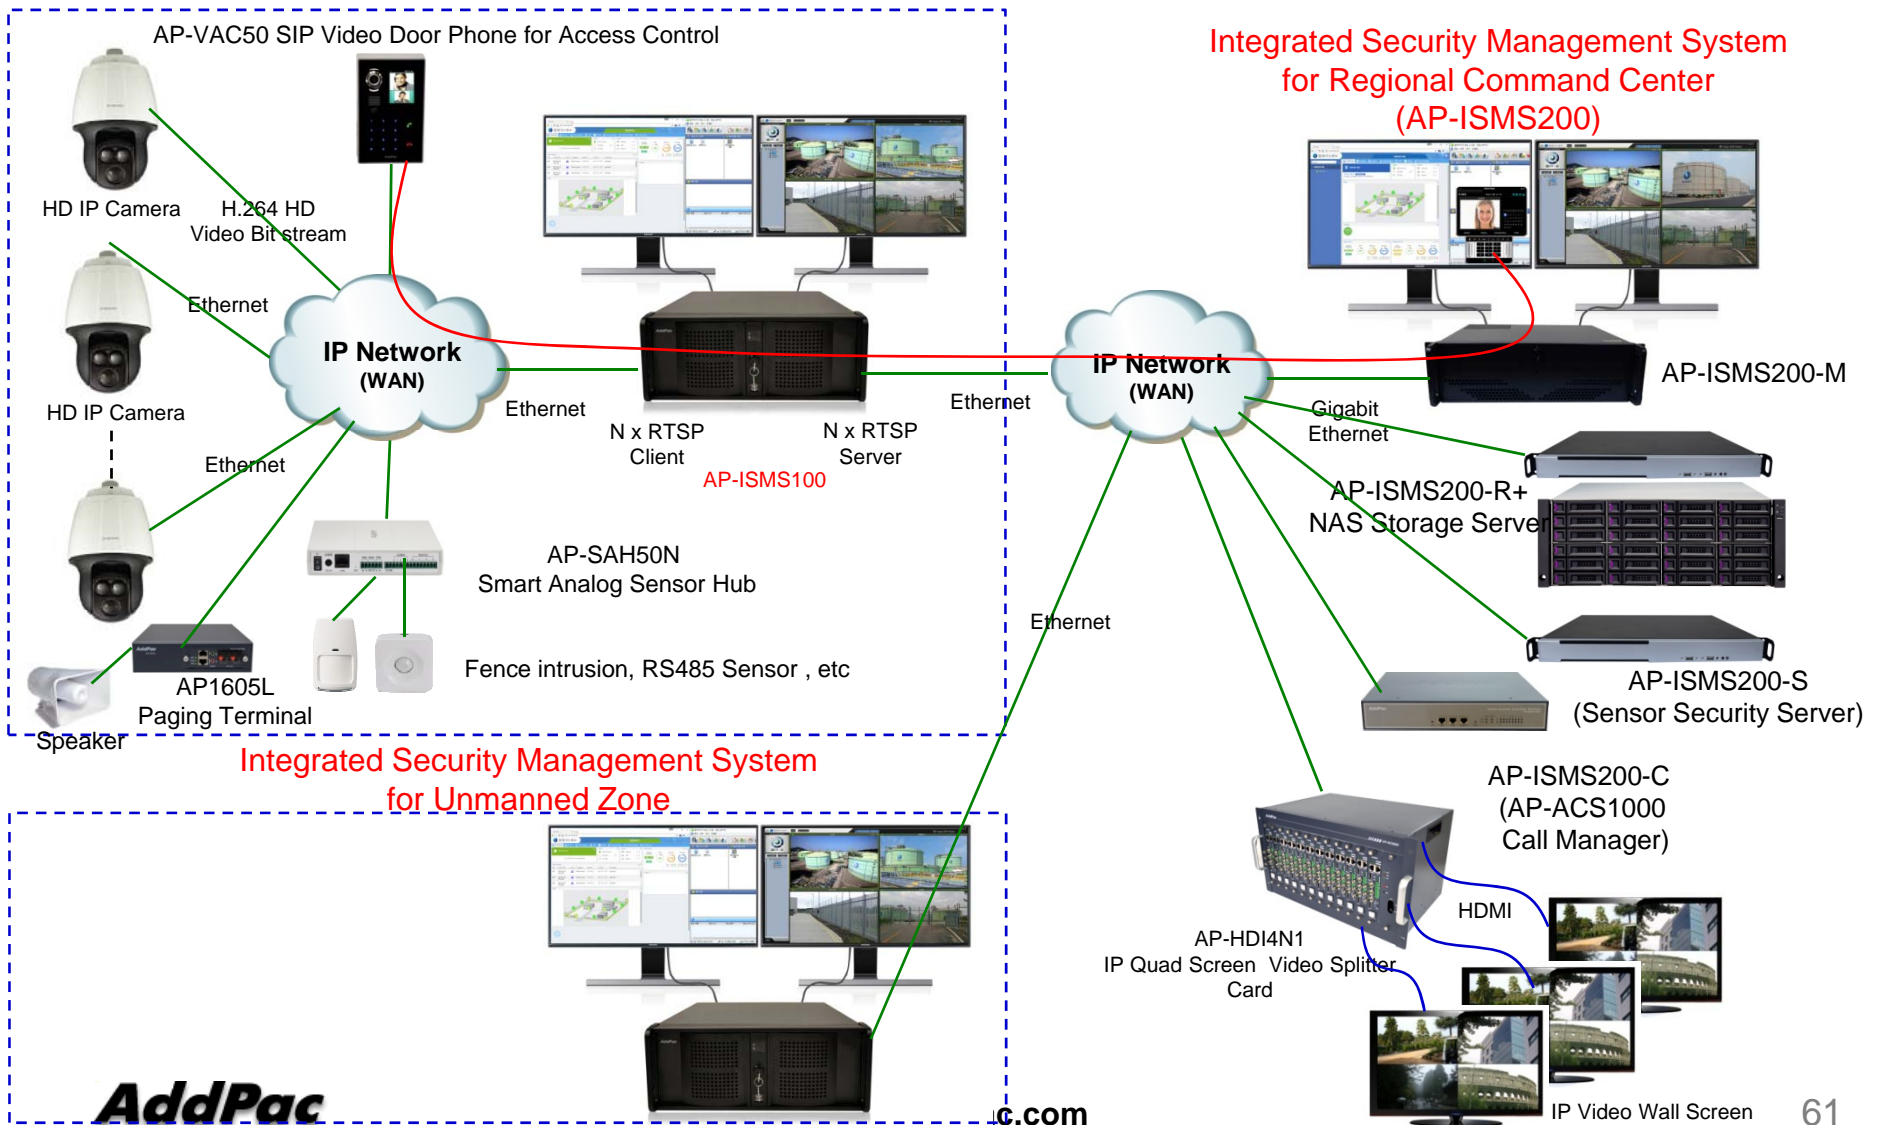 AP-VAC50 SIP Video Door Phone for Access Control
Integrated Security Management System
for Regional Command Center
(AP-ISMS200)
HD IP Camera
H.264 HD
Video Bit stream
Ethernet
IP Network
(WAN)
HD IP Camera
Ethernet
Ethernet
N x RTSP
Client
N x RTSP
Server
AP-ISMS100
Ethernet
IP Network
(WAN)
AP-ISMS200-M
Gigabit
Ethernet
AP-ISMS200-R+
NAS Storage Server
AP-SAH50N
Smart Analog Sensor Hub
Fence intrusion, RS485 Sensor , etc
AP1605L
Paging Terminal
Speaker
Ethernet
AP-ISMS200-S
(Sensor Security Server)
Integrated Security Management System
for Unmanned Zone
AP-ISMS200-C
(AP-ACS1000
Call Manager)
HDMI
AP-HDI4N1
IP Quad Screen Video Splitter
Card
IP Video Wall Screen
AddPac
c.com
61